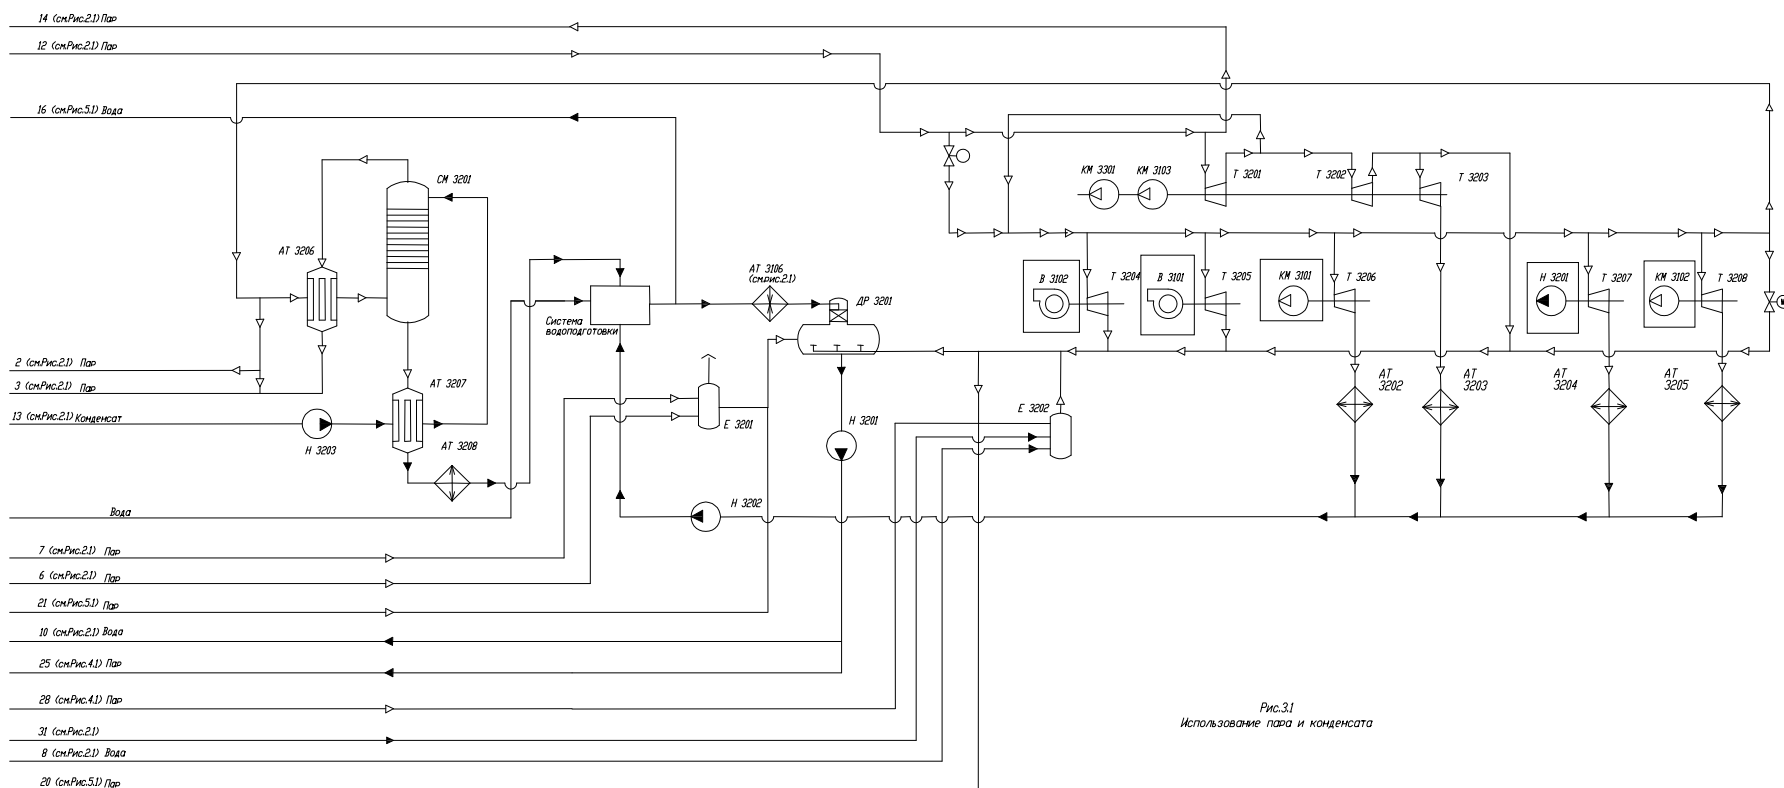 14 (см.Рис.2.1) Пар
12 (см.Рис.2.1) Пар
16 (см.Рис.5.1) Вода
СМ 3201
АТ 3206
КМ 3301
КМ 3103
Т 3201
Т 3202
Т 3203
АТ 3106
(см.рис.2.1)
ДР 3201
В 3102
Т 3204
В 3101
Т 3205
КМ 3101
Т 3206
Н 3201
Т 3207
КМ 3102
Т 3208
Система
водоподготовки
2 (см.Рис.2.1) Пар
3 (см.Рис.2.1) Пар
АТ 3207
13 (см.Рис.2.1) Конденсат
Н 3203
АТ 3208
Е 3201
Н 3201
Е 3202
АТ
3202
АТ
3203
АТ
3204
АТ
3205
Вода
Н 3202
7 (см.Рис.2.1) Пар
6 (см.Рис.2.1) Пар
21 (см.Рис.5.1) Пар
10 (см.Рис.2.1) Вода
25 (см.Рис.4.1) Пар
28 (см.Рис.4.1) Пар
31 (см.Рис.2.1)
8 (см.Рис.2.1) Вода
20 (см.Рис.5.1) Пар
Рис.3.1
Использование пара и конденсата